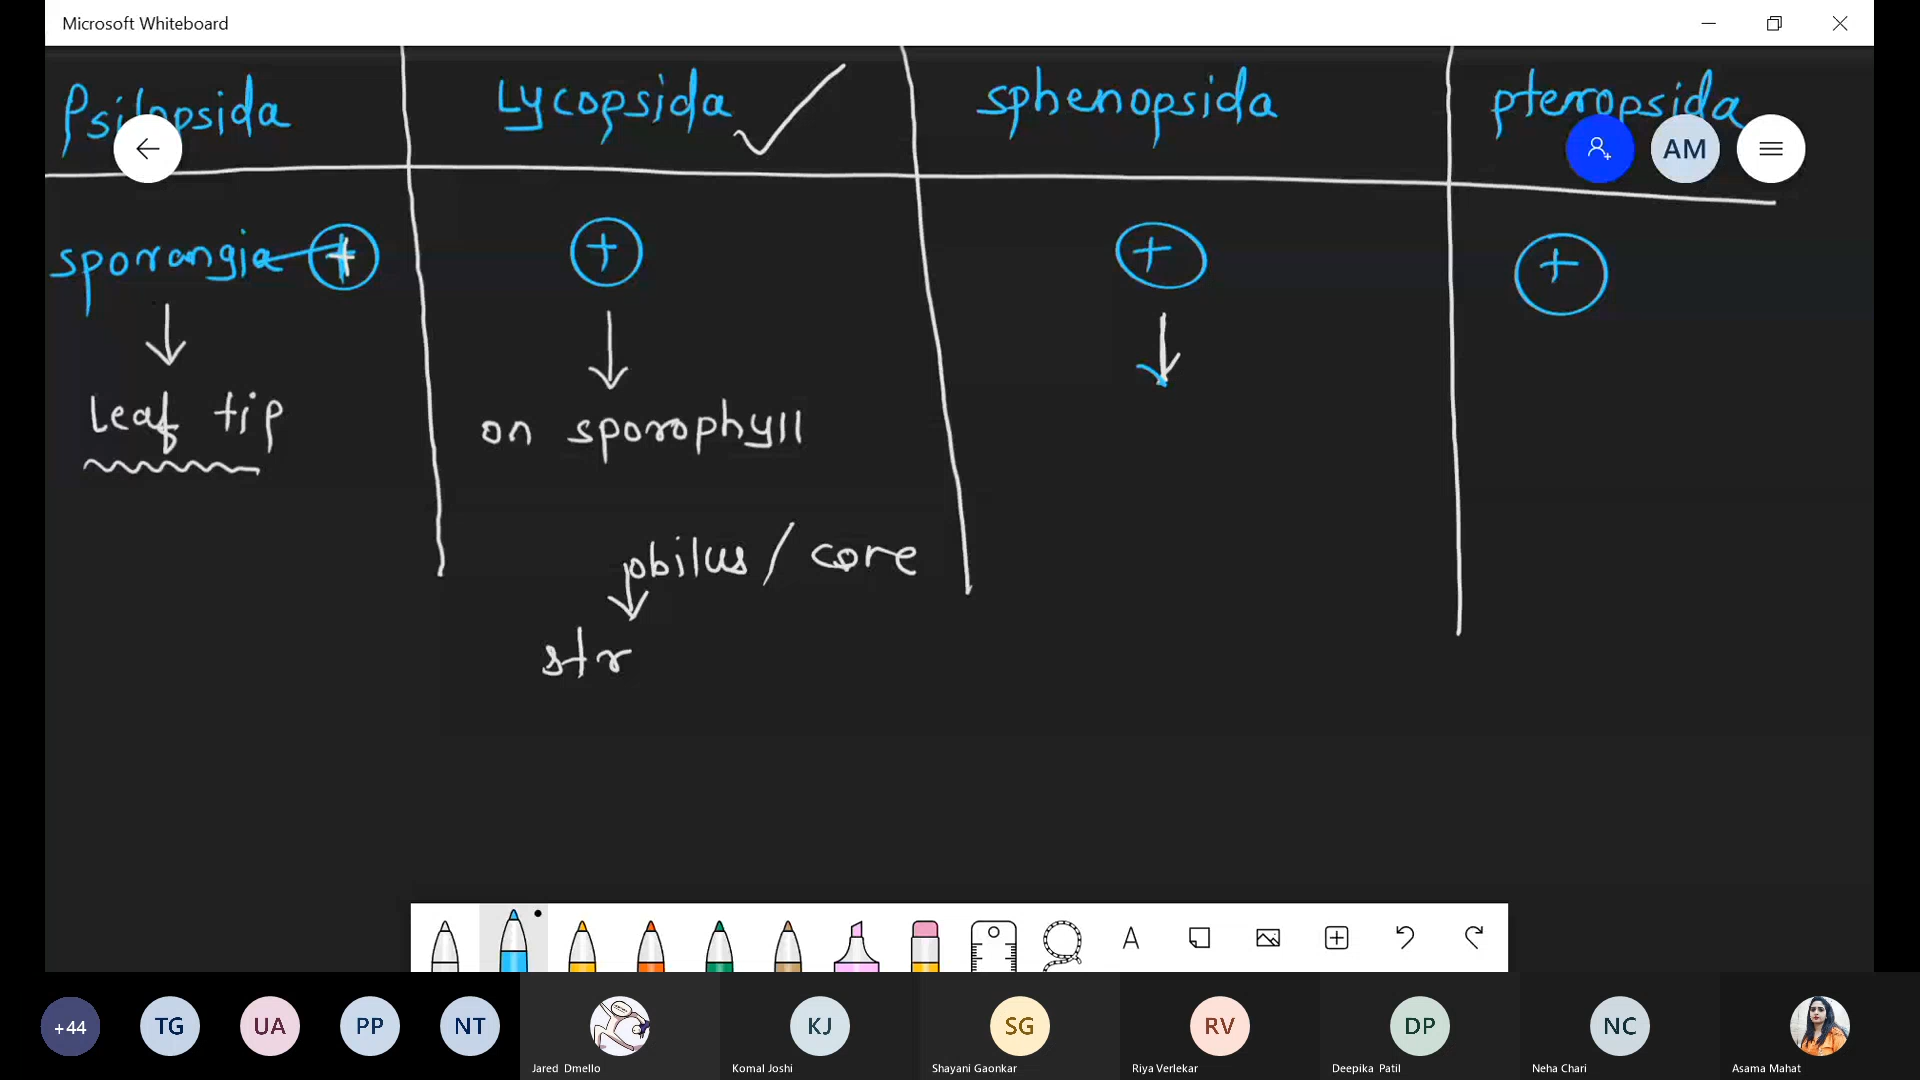 Microsoft Whiteboard
Psilopsida Lycopsida sphenopsida pteropsida
AM
sporangia + + + +
leaf tip on sporophyll
obilus / cone
str
A
+44 TG UA PP NT KJ SG RV DP NC
Jared Dmello Komal Joshi Shayani Gaonkar Riya Verlekar Deepika Patil Neha Chari Asama Mahat